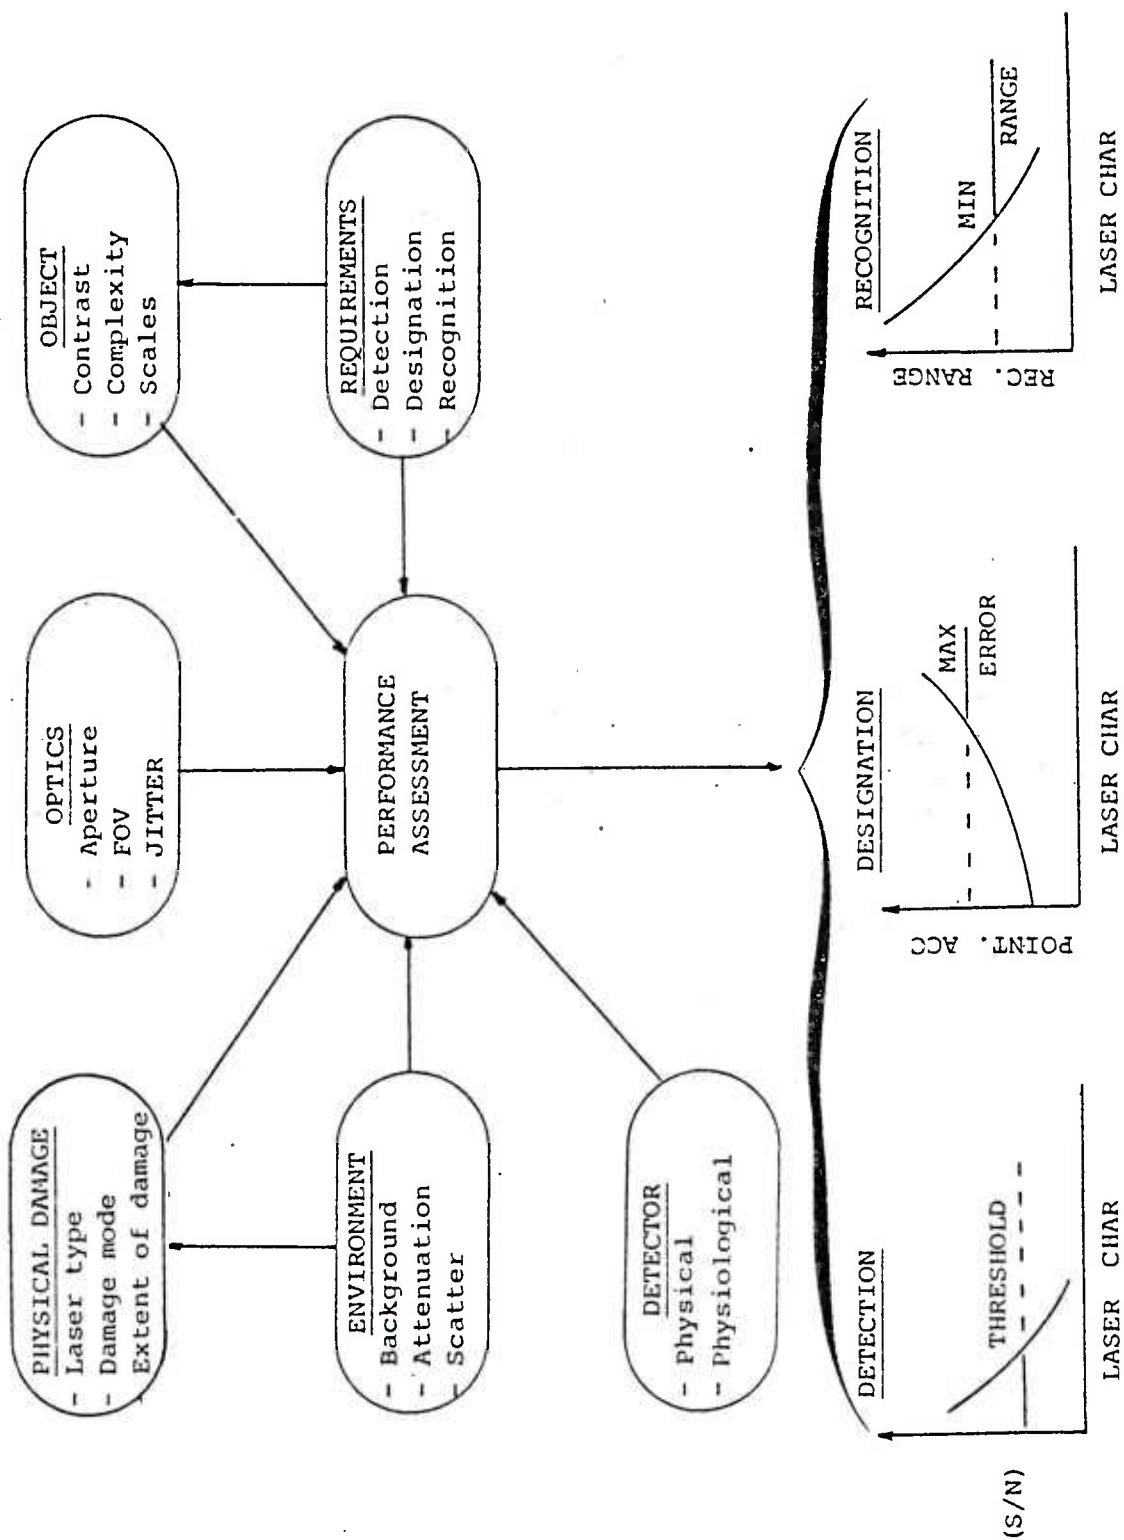 PHYSICAL DAMAGE
- Laser type
- Damage mode
- Extent of damage
OPTICS
- Aperture
- FOV
- JITTER
OBJECT
- Contrast
- Complexity
- Scales
ENVIRONMENT
- Background
- Attenuation
- Scatter
PERFORMANCE
ASSESSMENT
REQUIREMENTS
- Detection
- Designation
- Recognition
DETECTOR
- Physical
- Physiological
DETECTION
(S/N)
THRESHOLD
LASER CHAR
DESIGNATION
POINT. ACC
MAX
ERROR
LASER CHAR
RECOGNITION
REC. RANGE
MIN
RANGE
LASER CHAR